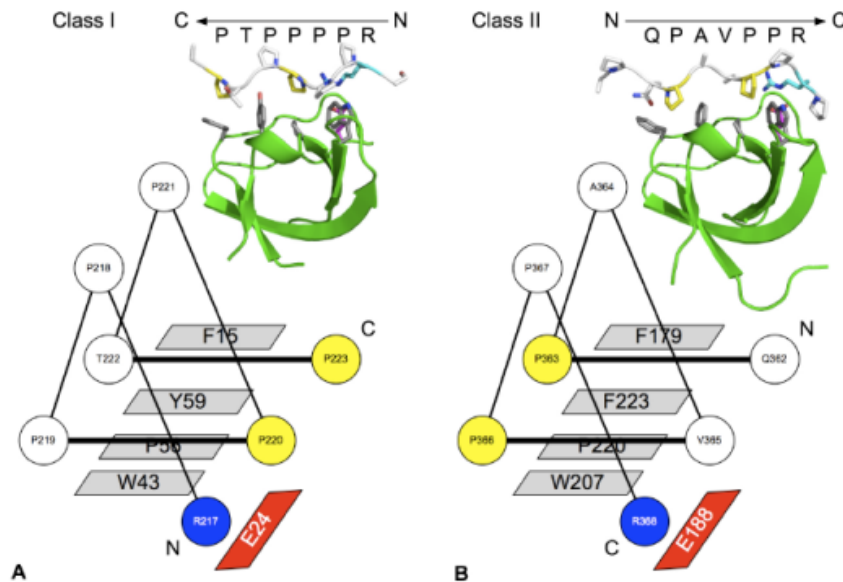 Class I
C N
P T P P P P R
P221
P218
F15
C
T222
P223
Y59
P219
P56
P220
W43
R217
E24
N
A
Class II
N C
Q P A V P P R
A364
P367
F179
N
P363
Q362
F223
P366
P220
V365
W207
R368
E188
C
B